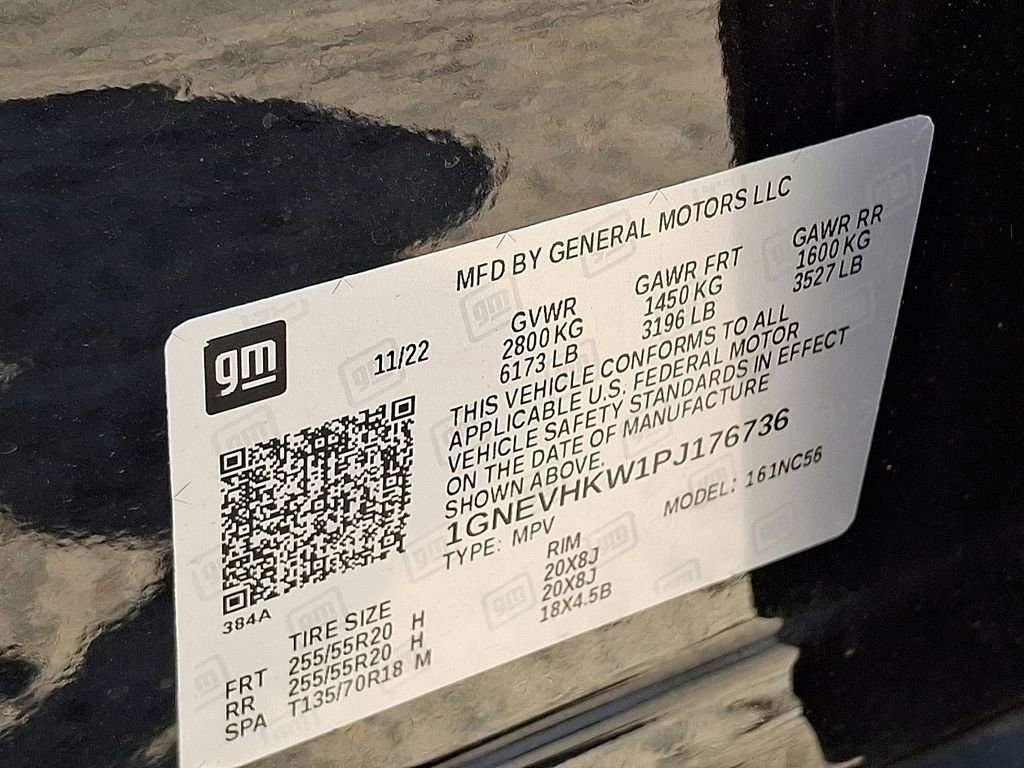 MFD BY GENERAL MOTORS LLC
gm
11/22
GVWR GAWR FRT GAWR RR
2800 KG 1450 KG 1600 KG
6173 LB 3196 LB 3527 LB
THIS VEHICLE CONFORMS TO ALL
APPLICABLE U.S. FEDERAL MOTOR
VEHICLE SAFETY STANDARDS IN EFFECT
ON THE DATE OF MANUFACTURE
SHOWN ABOVE.
1GNEVHKW1PJ176736
TYPE: MPV MODEL: 161NC56
384A
TIRE SIZE RIM
FRT 255/55R20 H 20X8J
RR 255/55R20 H 20X8J
SPA T135/70R18 M 18X4.5B